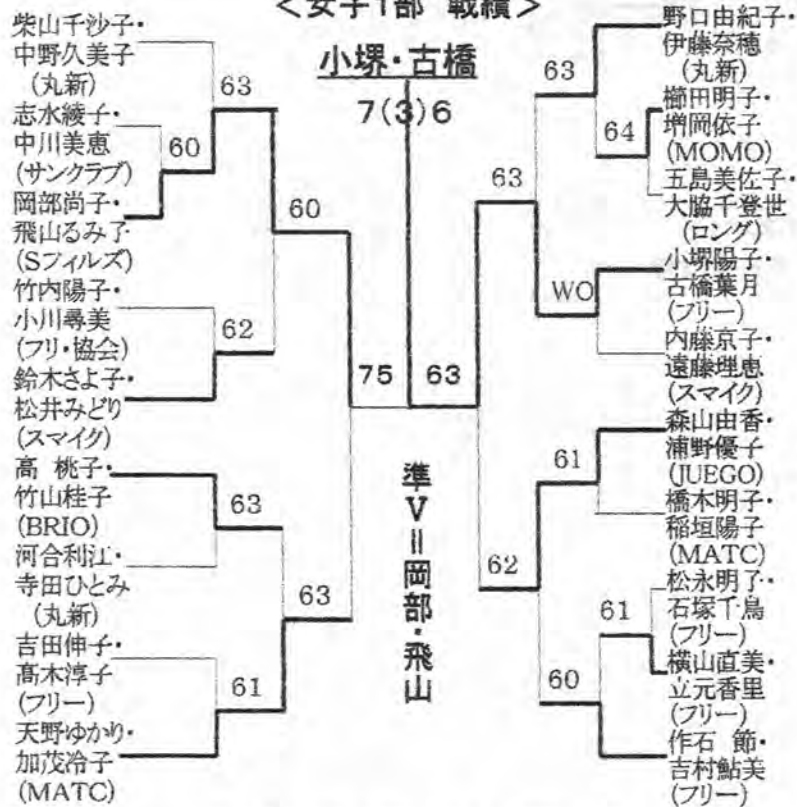 <女子1部 戦績>
小堺・古橋
7(3)6
柴山千沙子・
中野久美子
(丸新)
志水綾子・
中川美恵
(サンクラブ)
岡部尚子・
飛山るみ子
(Sフィルズ)
竹内陽子・
小川尋美
(フリ・協会)
鈴木さよ子・
松井みどり
(スマイク)
高 桃子・
竹山桂子
(BRIO)
河合利江・
寺田ひとみ
(丸新)
吉田伸子・
髙木淳子
(フリー)
天野ゆかり・
加茂冷子
(MATC)
63
60
60
62
75
63
63
61
準V=岡部・飛山
63
64
63
WO
63
61
62
61
60
野口由紀子・
伊藤奈穂
(丸新)
櫛田明子・
増岡依子
(MOMO)
五島美佐子・
大脇千登世
(ロング)
小堺陽子・
古橋葉月
(フリー)
内藤京子・
遠藤理恵
(スマイク)
森山由香・
浦野優子
(JUEGO)
橋本明子・
稲垣陽子
(MATC)
松永明子・
石塚千鳥
(フリー)
横山直美・
立元香里
(フリー)
作石 節・
吉村鮎美
(フリー)